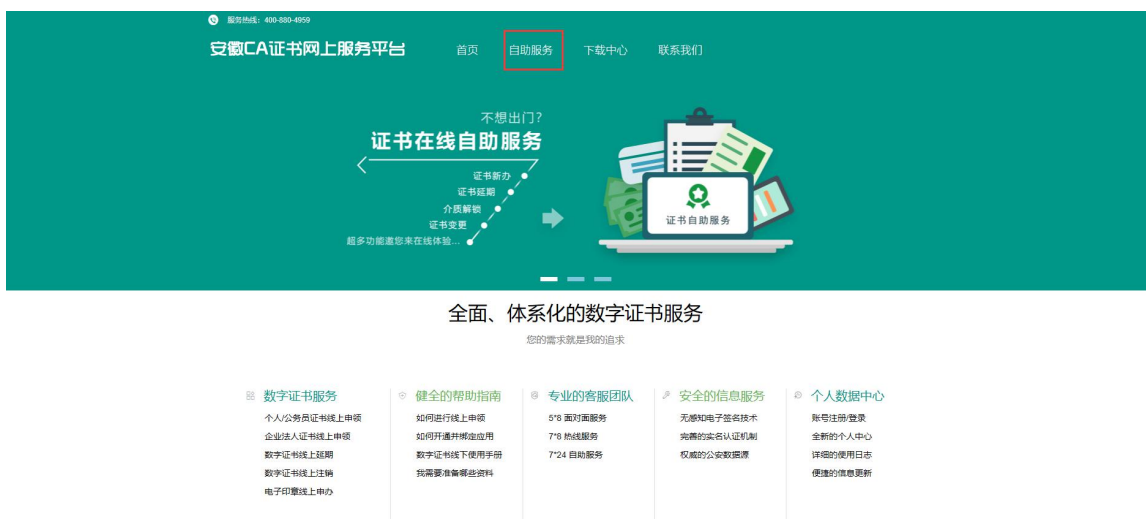 服务热线：400-880-4959
安徽CA证书网上服务平台
首页
自助服务
下载中心
联系我们
不想出门？
证书在线自助服务
证书新办
证书延期
介质解锁
证书变更
超多功能邀您来在线体验...
证书自助服务
全面、体系化的数字证书服务
您的需求就是我的追求
数字证书服务
个人/公务员证书线上申领
企业法人证书线上申领
数字证书线上延期
数字证书线上注销
电子印章线上申办
健全的帮助指南
如何进行线上申领
如何开通并绑定应用
数字证书线下使用手册
我需要准备哪些资料
专业的客服团队
5*8 面对面服务
7*8 热线服务
7*24 自助服务
安全的信息服务
无感知电子签名技术
完善的实名认证机制
权威的公安数据源
个人数据中心
账号注册/登录
全新的个人中心
详细的使用日志
便捷的信息更新